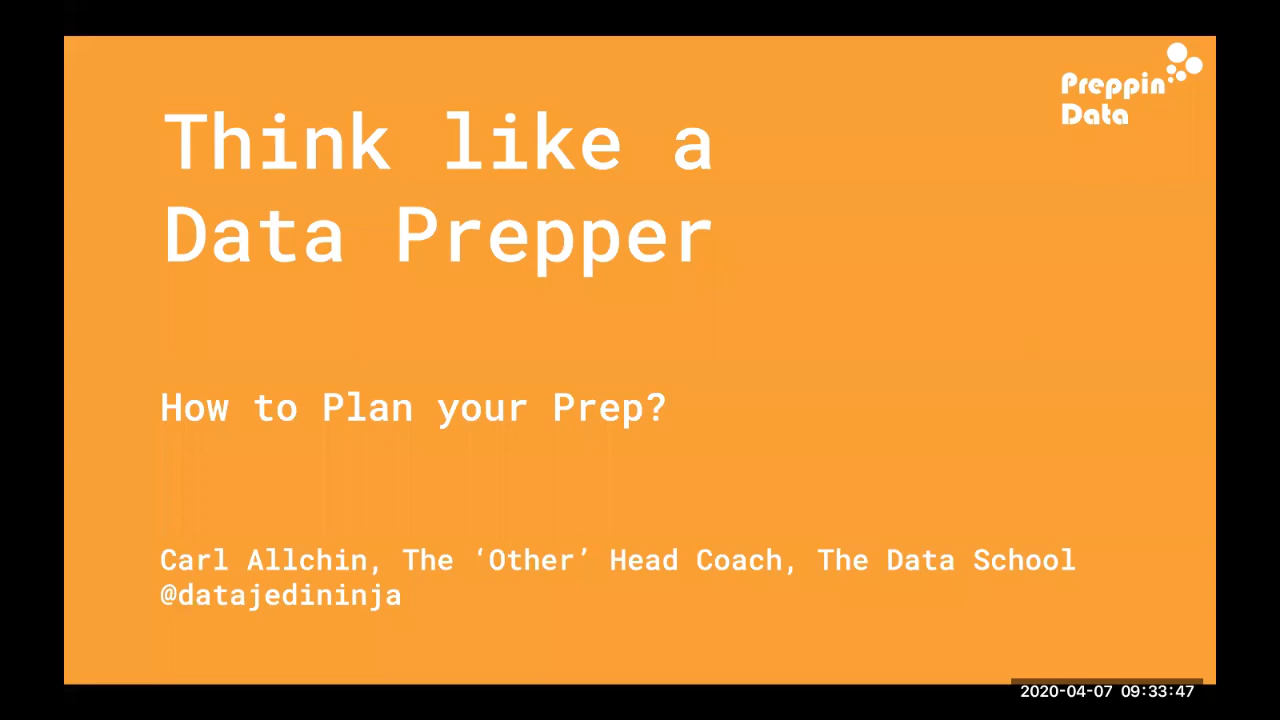 Preppin'
Data
Think like a
Data Prepper
How to Plan your Prep?
Carl Allchin, The ‘Other’ Head Coach, The Data School
@datajedininja
2020-04-07 09:33:47